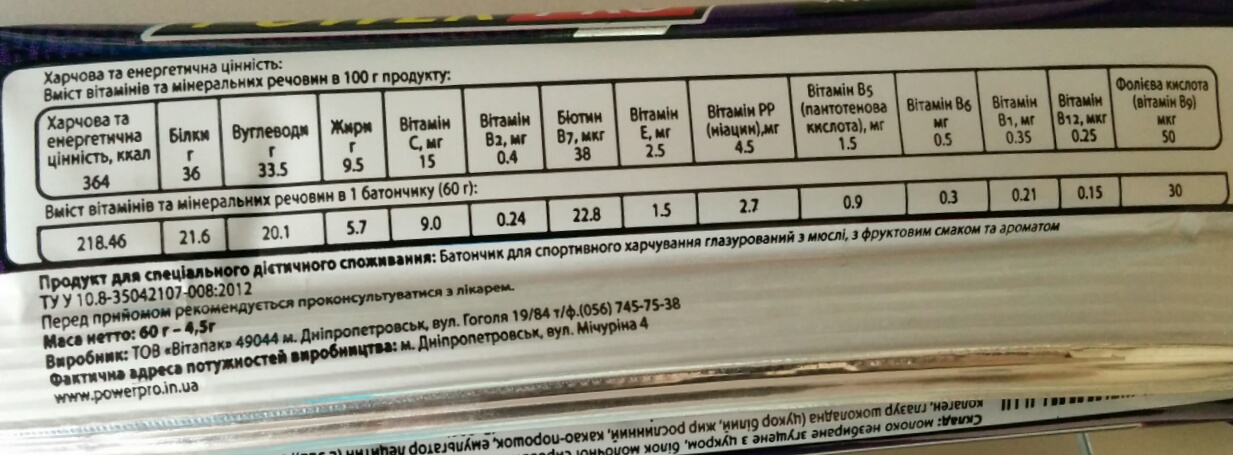 POWER PRO
Харчова та енергетична цінність:
Вміст вітамінів та мінеральних речовин в 100 г продукту:
Харчова та енергетична цінність, ккал 364
Білки г 36
Вуглеводи г 33.5
Жири г 9.5
Вітамін С, мг 15
Вітамін В2, мг 0.4
Біотин В7, мкг 38
Вітамін Е, мг 2.5
Вітамін РР (ніацин),мг 4.5
Вітамін В5 (пантотенова кислота), мг 1.5
Вітамін В6 мг 0.5
Вітамін В1, мг 0.35
Вітамін В12, мкг 0.25
Фолієва кислота (вітамін В9) мкг 50
Вміст вітамінів та мінеральних речовин в 1 батончику (60 г):
218.46 21.6 20.1 5.7 9.0 0.24 22.8 1.5 2.7 0.9 0.3 0.21 0.15 30
Продукт для спеціального дієтичного споживання: Батончик для спортивного харчування глазурований з мюслі, з фруктовим смаком та ароматом
ТУ У 10.8-35042107-008:2012
Перед прийомом рекомендується проконсультуватися з лікарем.
Маса нетто: 60 г – 4,5г
Виробник: ТОВ «Вітапак» 49044 м. Дніпропетровськ, вул. Гоголя 19/84 т/ф.(056) 745-75-38
Фактична адреса потужностей виробництва: м. Дніпропетровськ, вул. Мічуріна 4
www.powerpro.in.ua
Склад: молоко незбиране згущене з цукром, білок молочної
колаген, глазур шоколадна (цукор білий, жир рослинний, какао-порошок, емульгатор лецитин